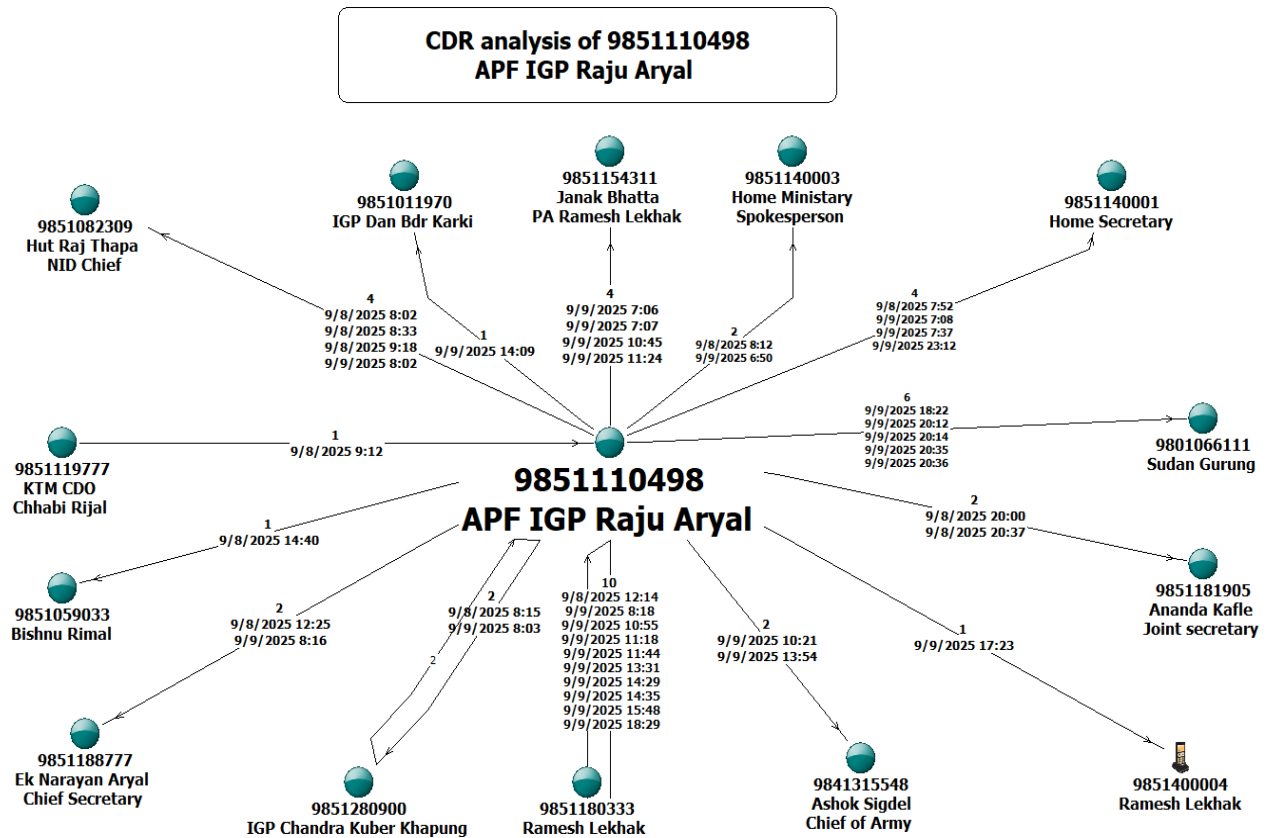 CDR analysis of 9851110498
APF IGP Raju Aryal
9851082309
Hut Raj Thapa
NID Chief
9851011970
IGP Dan Bdr Karki
9851154311
Janak Bhatta
PA Ramesh Lekhak
9851140003
Home Ministary
Spokesperson
9851140001
Home Secretary
4
9/8/2025 8:02
9/8/2025 8:33
9/8/2025 9:18
9/9/2025 8:02
1
9/9/2025 14:09
4
9/9/2025 7:06
9/9/2025 7:07
9/9/2025 10:45
9/9/2025 11:24
2
9/8/2025 8:12
9/9/2025 6:50
4
9/8/2025 7:52
9/9/2025 7:08
9/9/2025 7:37
9/9/2025 23:12
6
9/9/2025 18:22
9/9/2025 20:12
9/9/2025 20:14
9/9/2025 20:35
9/9/2025 20:36
9801066111
Sudan Gurung
1
9/8/2025 9:12
9851119777
KTM CDO
Chhabi Rijal
9851110498
APF IGP Raju Aryal
2
9/8/2025 20:00
9/8/2025 20:37
9851181905
Ananda Kafle
Joint secretary
1
9/8/2025 14:40
9851059033
Bishnu Rimal
2
9/8/2025 12:25
9/9/2025 8:16
9851188777
Ek Narayan Aryal
Chief Secretary
2
9/8/2025 8:15
9/9/2025 8:03
2
9851280900
IGP Chandra Kuber Khapung
10
9/8/2025 12:14
9/9/2025 8:18
9/9/2025 10:55
9/9/2025 11:18
9/9/2025 11:44
9/9/2025 13:31
9/9/2025 14:29
9/9/2025 14:35
9/9/2025 15:48
9/9/2025 18:29
9851180333
Ramesh Lekhak
2
9/9/2025 10:21
9/9/2025 13:54
9841315548
Ashok Sigdel
Chief of Army
1
9/9/2025 17:23
9851400004
Ramesh Lekhak